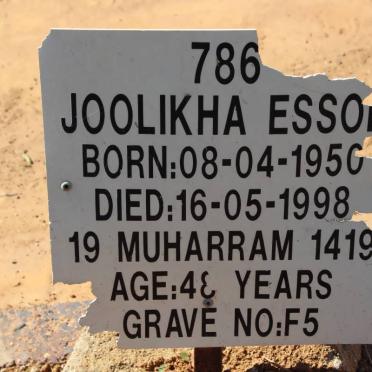 786
JOOLIKHA ESSO
BORN:08-04-1950
DIED:16-05-1998
19 MUHARRAM 1419
AGE:48 YEARS
GRAVE NO:F5